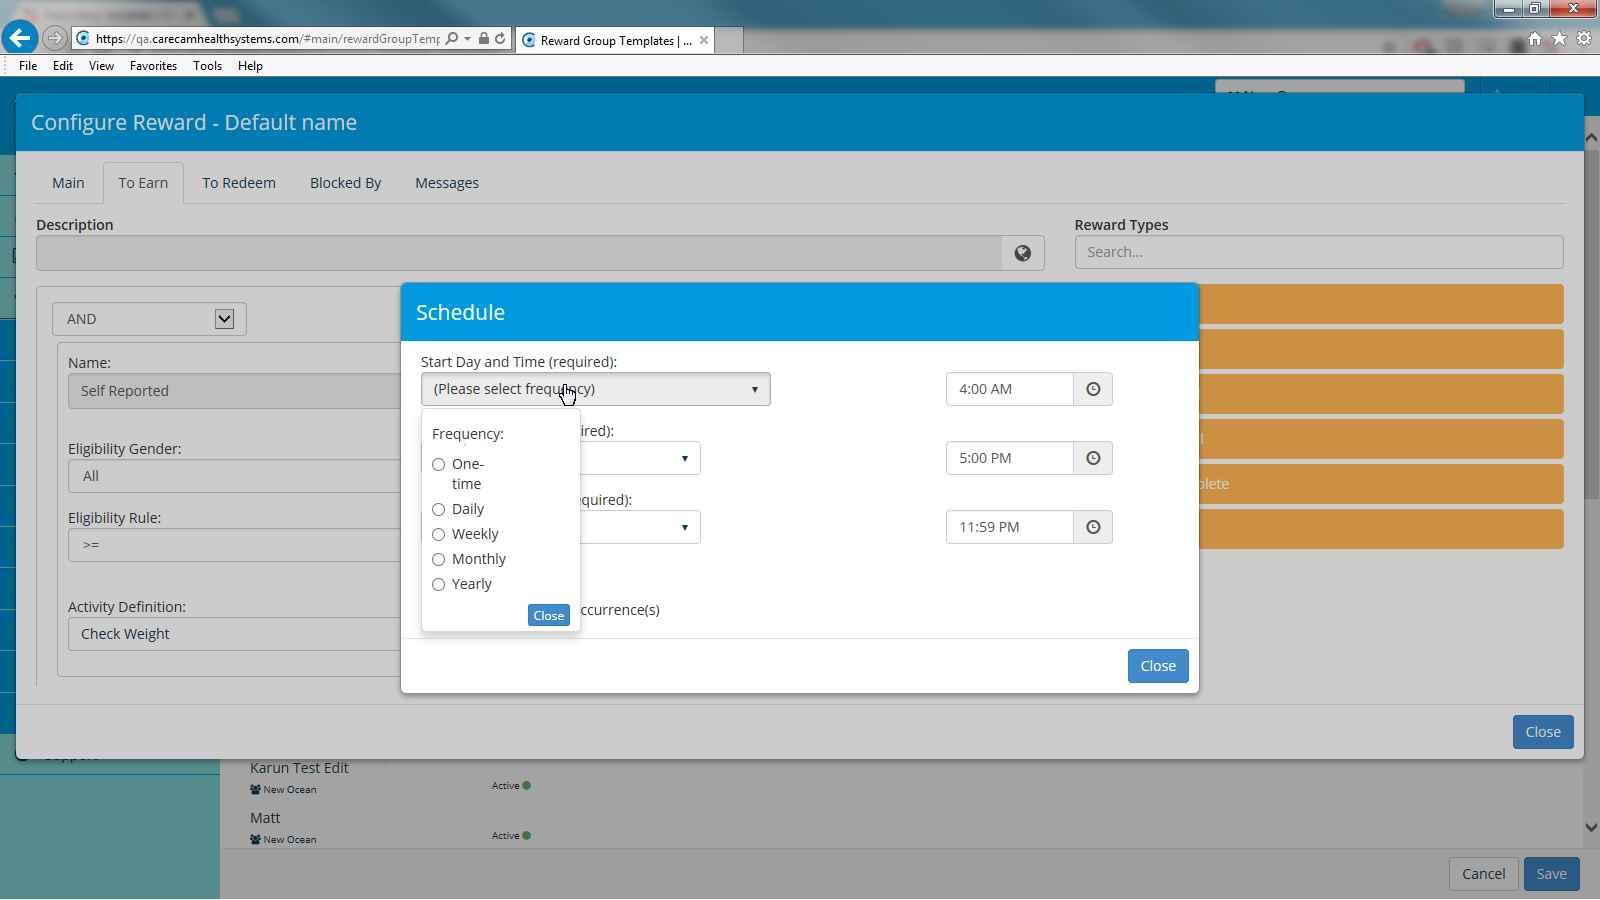 https://qa.carecamhealthsystems.com/#main/rewardGroupTemp
Reward Group Templates | ...
File Edit View Favorites Tools Help
Configure Reward - Default name
Main To Earn To Redeem Blocked By Messages
Description
Reward Types
Search...
AND
Name:
Self Reported
Eligibility Gender:
All
Eligibility Rule:
>=
Activity Definition:
Check Weight
Schedule
Start Day and Time (required):
(Please select frequency)
4:00 AM
5:00 PM
11:59 PM
Frequency:
One-
time
Daily
Weekly
Monthly
Yearly
Close
Close
Close
Karun Test Edit
New Ocean
Active
Matt
New Ocean
Active
Cancel
Save